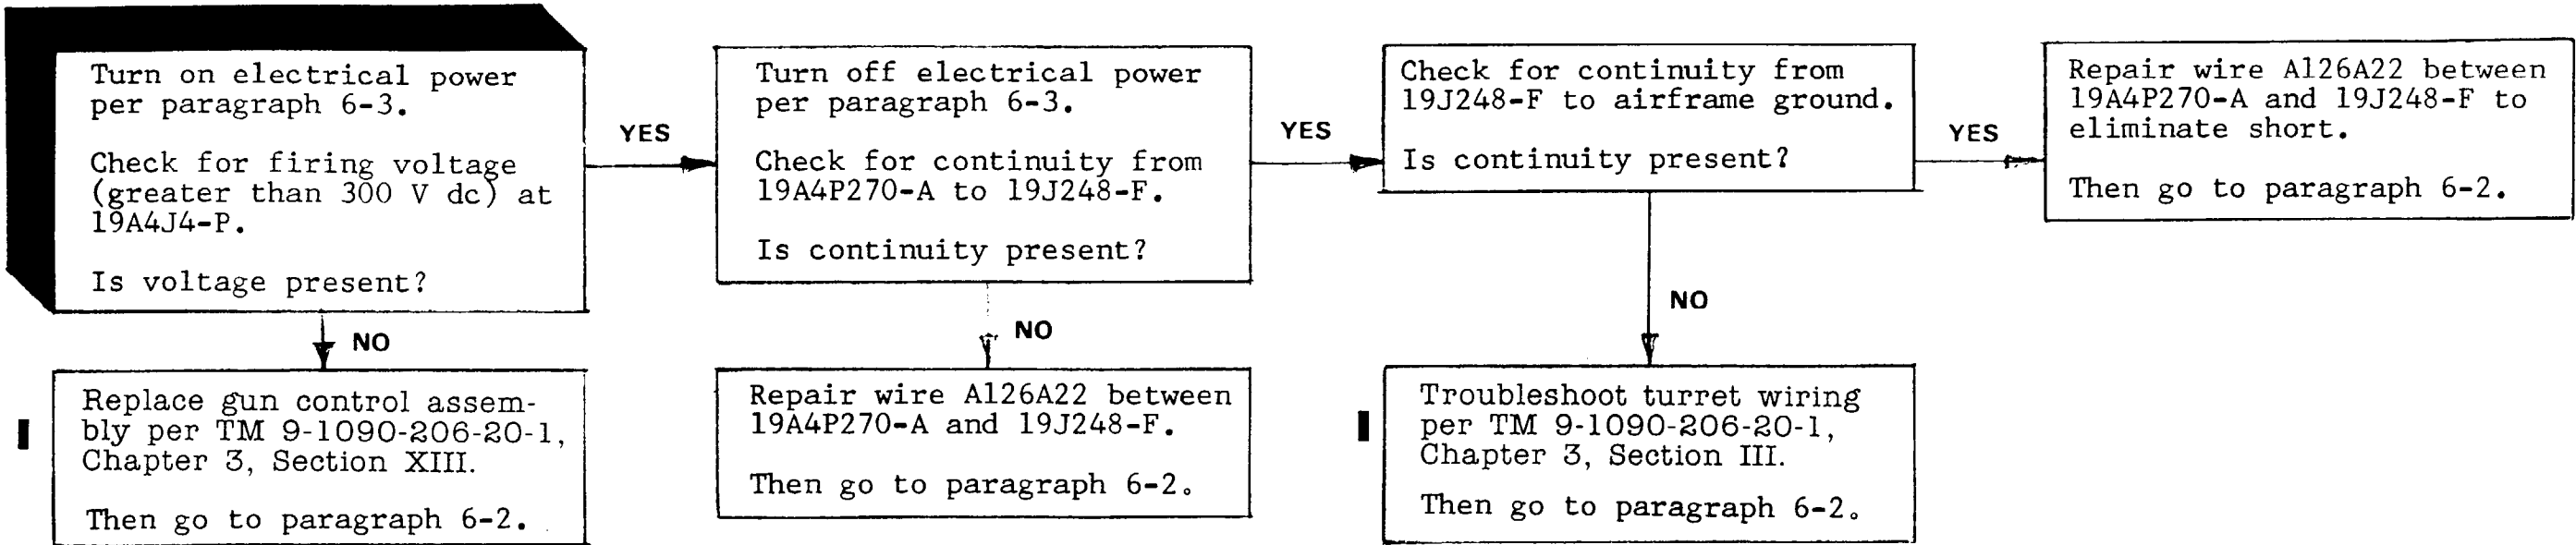 Turn on electrical power
per paragraph 6-3.
Check for firing voltage
(greater than 300 V dc) at
19A4J4-P.
Is voltage present?
YES
NO
Replace gun control assem-
bly per TM 9-1090-206-20-1,
Chapter 3, Section XIII.
Then go to paragraph 6-2.
Turn off electrical power
per paragraph 6-3.
Check for continuity from
19A4P270-A to 19J248-F.
Is continuity present?
YES
NO
Repair wire A126A22 between
19A4P270-A and 19J248-F.
Then go to paragraph 6-2.
Check for continuity from
19J248-F to airframe ground.
Is continuity present?
YES
NO
Troubleshoot turret wiring
per TM 9-1090-206-20-1,
Chapter 3, Section III.
Then go to paragraph 6-2.
Repair wire A126A22 between
19A4P270-A and 19J248-F to
eliminate short.
Then go to paragraph 6-2.